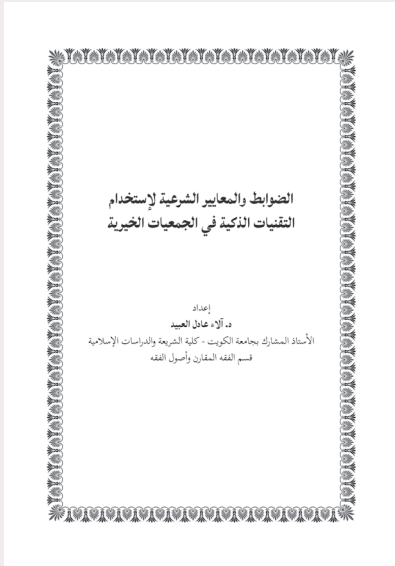 الضوابط والمعايير الشرعية لإستخدام
التقنيات الذكية في الجمعيات الخيرية
إعداد
د. آلاء عادل العبيد
الأستاذ المشارك بجامعة الكويت - كلية الشريعة والدراسات الإسلامية
قسم الفقه المقارن وأصول الفقه